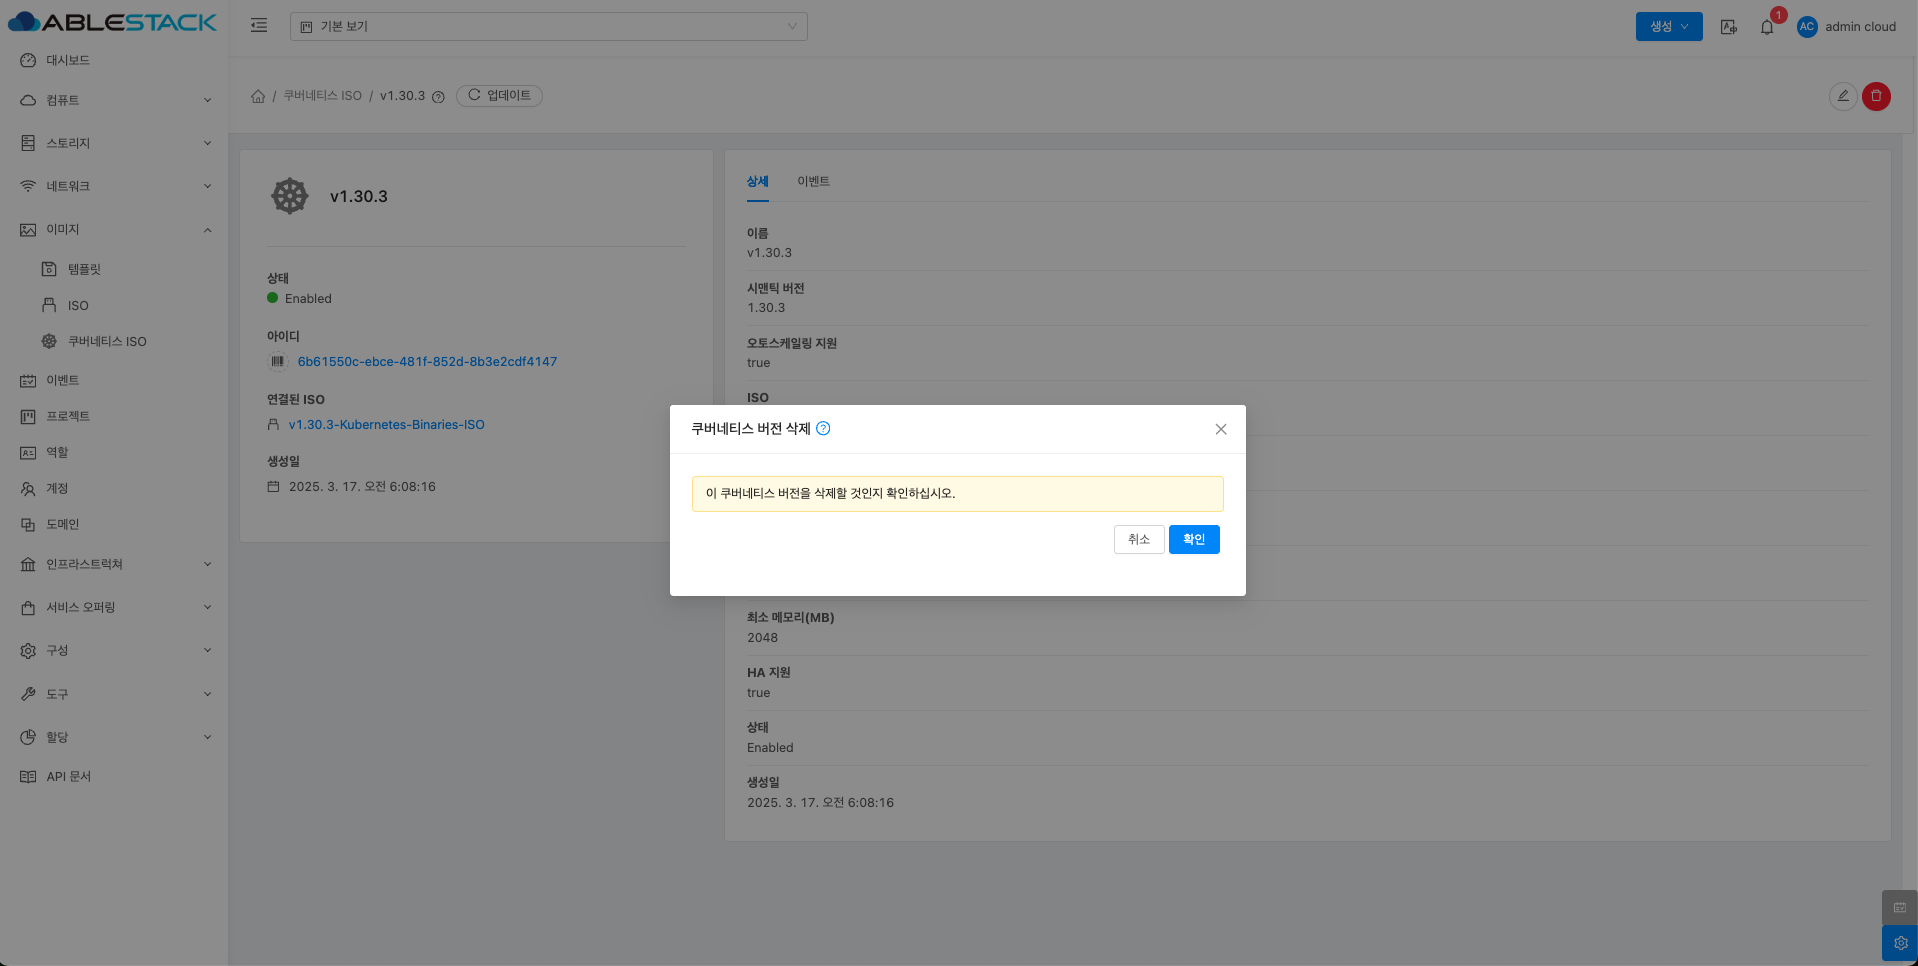 ABLESTACK
기본 보기
생성
1
AC
admin cloud
대시보드
컴퓨트
스토리지
네트워크
이미지
템플릿
ISO
쿠버네티스 ISO
이벤트
프로젝트
역할
계정
도메인
인프라스트럭쳐
서비스 오퍼링
구성
도구
할당
API 문서
/ 쿠버네티스 ISO / v1.30.3
업데이트
v1.30.3
상태
Enabled
아이디
6b61550c-ebce-481f-852d-8b3e2cdf4147
연결된 ISO
v1.30.3-Kubernetes-Binaries-ISO
생성일
2025. 3. 17. 오전 6:08:16
상세
이벤트
이름
v1.30.3
시맨틱 버전
1.30.3
오토스케일링 지원
true
ISO
쿠버네티스 버전 삭제
이 쿠버네티스 버전을 삭제할 것인지 확인하십시오.
취소
확인
최소 메모리(MB)
2048
HA 지원
true
상태
Enabled
생성일
2025. 3. 17. 오전 6:08:16